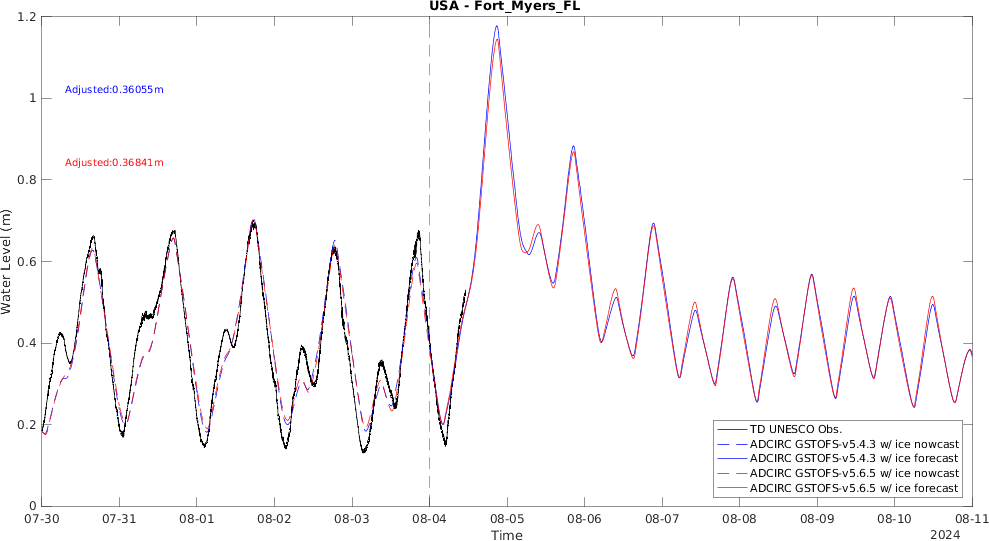 USA - Fort_Myers_FL
1.2
1
0.8
0.6
0.4
0.2
0
Water Level (m)
Adjusted:0.36055m
Adjusted:0.36841m
TD UNESCO Obs.
ADCIRC GSTOFS-v5.4.3 w/ ice nowcast
ADCIRC GSTOFS-v5.4.3 w/ ice forecast
ADCIRC GSTOFS-v5.6.5 w/ ice nowcast
ADCIRC GSTOFS-v5.6.5 w/ ice forecast
07-30 07-31 08-01 08-02 08-03 08-04 08-05 08-06 08-07 08-08 08-09 08-10 08-11
Time
2024